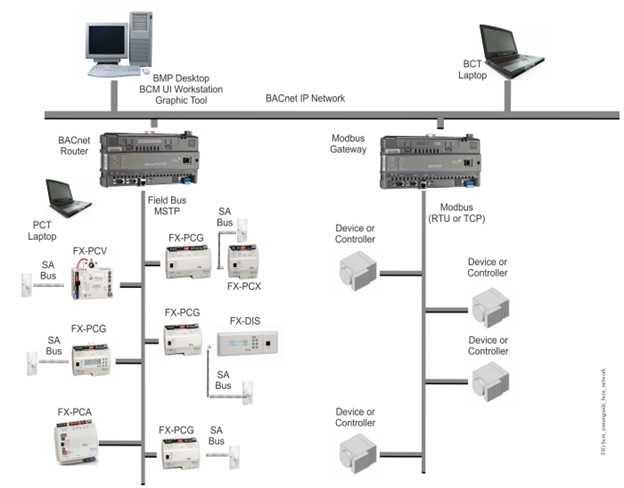 BMP Desktop
BCM UI Workstation
Graphic Tool
BCT
Laptop
BACnet IP Network
BACnet
Router
Modbus
Gateway
Field Bus
MSTP
Modbus
(RTU or TCP)
PCT
Laptop
SA
Bus
FX-PCG
FX-PCX
Device or
Controller
FX-PCV
SA
Bus
Device or
Controller
FX-PCG
SA
Bus
FX-PCG
FX-DIS
SA
Bus
Device or
Controller
FX-PCA
FX-PCG
SA
Bus
Device or
Controller